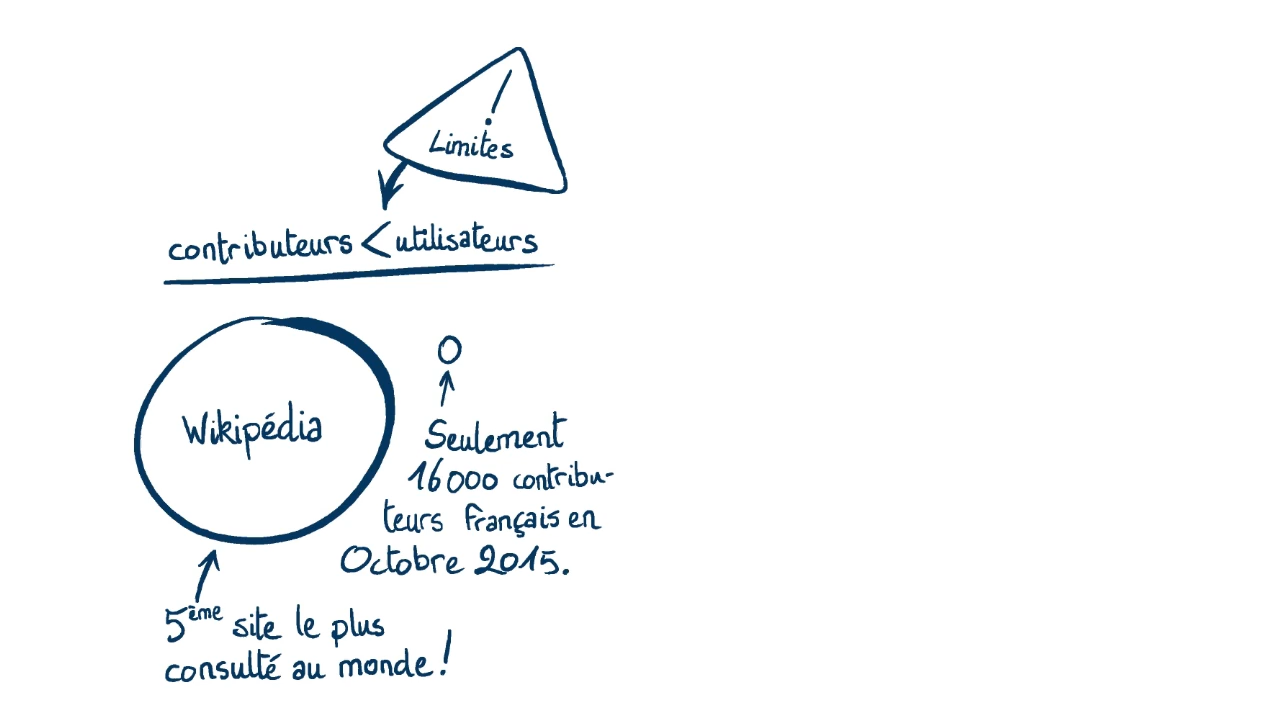 !
Limites
contributeurs < utilisateurs
Wikipédia
Seulement
16000 contribu-
teurs français en
Octobre 2015.
5ème site le plus
consulté au monde !